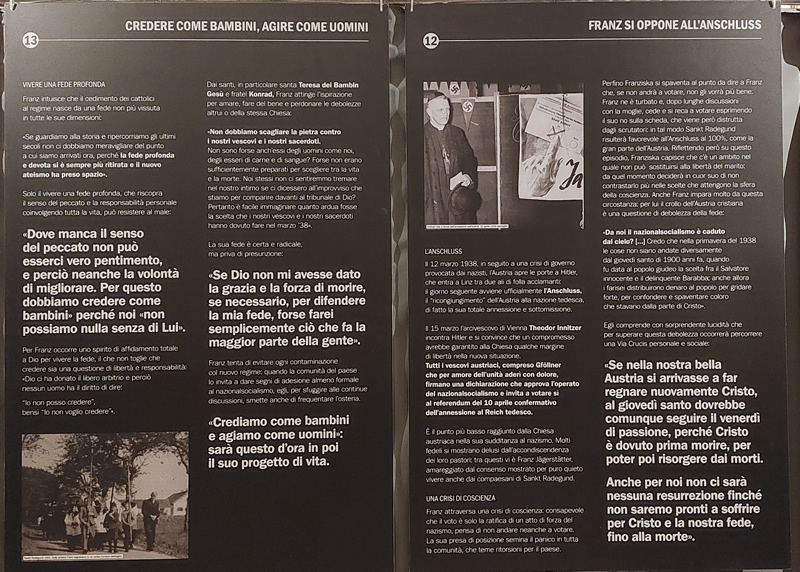 13
CREDERE COME BAMBINI, AGIRE COME UOMINI
VIVERE UNA FEDE PROFONDA
Franz intuisce che il cedimento dei cattolici
al regime nasce da una fede non più vissuta
in tutte le sue dimensioni:
«Se guardiamo alla storia e ripercorriamo gli ultimi
secoli non ci dobbiamo meravigliare del punto
a cui siamo arrivati ora, perché la fede profonda
e devota si è sempre più ritirata e il nuovo
ateismo ha preso spazio».
Solo il vivere una fede profonda, che riscopra
il senso del peccato e la responsabilità personale
coinvolgendo tutta la vita, può resistere al male:
«Dove manca il senso
del peccato non può
esserci vero pentimento,
e perciò neanche la volontà
di migliorare. Per questo
dobbiamo credere come
bambini» perché noi «non
possiamo nulla senza di Lui».
Per Franz occorre uno spirito di affidamento totale
a Dio per vivere la fede, il che non toglie che
credere sia una questione di libertà e responsabilità:
«Dio ci ha donato il libero arbitrio e perciò
nessun uomo ha il diritto di dire:
"Io non posso credere",
bensì "Io non voglio credere"».
Dai santi, in particolare santa Teresa del Bambin
Gesù e fratel Konrad, Franz attinge l'ispirazione
per amare, fare del bene e perdonare le debolezze
altrui o della stessa Chiesa:
«Non dobbiamo scagliare la pietra contro
i nostri vescovi e i nostri sacerdoti.
Non sono forse anch'essi degli uomini come noi,
degli esseri di carne e di sangue? Forse non erano
sufficientemente preparati per scegliere tra la vita
e la morte. Noi stessi non ci sentiremmo tremare
nel nostro intimo se ci dicessero all'improvviso che
stiamo per comparire davanti al tribunale di Dio?
Pertanto è facile immaginare quanto ardua fosse
la scelta che i nostri vescovi e i nostri sacerdoti
hanno dovuto fare nel marzo '38».
La sua fede è certa e radicale,
ma priva di presunzione:
«Se Dio non mi avesse dato
la grazia e la forza di morire,
se necessario, per difendere
la mia fede, forse farei
semplicemente ciò che fa la
maggior parte della gente».
Franz tenta di evitare ogni contaminazione
col nuovo regime: quando la comunità del paese
lo invita a dare segni di adesione almeno formale
al nazionalsocialismo, egli, per sfuggire alle continue
discussioni, smette anche di frequentare l'osteria.
«Crediamo come bambini
e agiamo come uomini»:
sarà questo d'ora in poi
il suo progetto di vita.
12
FRANZ SI OPPONE ALL'ANSCHLUSS
L'ANSCHLUSS
Il 12 marzo 1938, in seguito a una crisi di governo
provocata dai nazisti, l'Austria apre le porte a Hitler,
che entra a Linz tra due ali di folla acclamanti:
il giorno seguente avviene ufficialmente l'Anschluss,
il "ricongiungimento" dell'Austria alla nazione tedesca,
di fatto la sua totale annessione e sottomissione.
Il 15 marzo l'arcivescovo di Vienna Theodor Innitzer
incontra Hitler e si convince che un compromesso
avrebbe garantito alla Chiesa qualche margine
di libertà nella nuova situazione.
Tutti i vescovi austriaci, compreso Gföllner
che per amore dell'unità aderì con dolore,
firmano una dichiarazione che approva l'operato
del nazionalsocialismo e invita a votare sì
al referendum del 10 aprile confermativo
dell'annessione al Reich tedesco.
È il punto più basso raggiunto dalla Chiesa
austriaca nella sua sudditanza al nazismo. Molti
fedeli si mostrano delusi dall'accondiscendenza
dei loro pastori: tra questi vi è Franz Jägerstätter,
amareggiato dal consenso mostrato per puro quieto
vivere anche dai compaesani di Sankt Radegund.
UNA CRISI DI COSCIENZA
Franz attraversa una crisi di coscienza: consapevole
che il voto è solo la ratifica di un atto di forza del
nazismo, pensa di non andare neanche a votare.
La sua presa di posizione semina il panico in tutta
la comunità, che teme ritorsioni per il paese.
Perfino Franziska si spaventa al punto da dire a Franz
che, se non andrà a votare, non gli vorrà più bene.
Franz ne è turbato e, dopo lunghe discussioni
con la moglie, cede e si reca a votare esprimendo
il suo no sulla scheda, che viene però distrutta
dagli scrutatori: in tal modo Sankt Radegund
risulterà favorevole all'Anschluss al 100%, come la
gran parte dell'Austria. Riflettendo però su questo
episodio, Franziska capisce che c'è un ambito nel
quale non può sostituirsi alla libertà del marito:
da quel momento deciderà in cuor suo di non
contrastarlo più nelle scelte che attengono la sfera
della coscienza. Anche Franz impara molto da questa
circostanza: per lui il crollo dell'Austria cristiana
è una questione di debolezza della fede:
«Da noi il nazionalsocialismo è caduto
dal cielo? [...] Credo che nella primavera del 1938
le cose non siano andate diversamente
dal giovedì santo di 1900 anni fa, quando
fu data al popolo giudeo la scelta fra il Salvatore
innocente e il delinquente Barabba; anche allora
i farisei distribuirono denaro al popolo per gridare
forte, per confondere e spaventare coloro
che stavano dalla parte di Cristo».
Egli comprende con sorprendente lucidità che
per superare questa debolezza occorrerà percorrere
una Via Crucis personale e sociale:
«Se nella nostra bella
Austria si arrivasse a far
regnare nuovamente Cristo,
al giovedì santo dovrebbe
comunque seguire il venerdì
di passione, perché Cristo
è dovuto prima morire, per
poter poi risorgere dai morti.
Anche per noi non ci sarà
nessuna resurrezione finché
non saremo pronti a soffrire
per Cristo e la nostra fede,
fino alla morte».